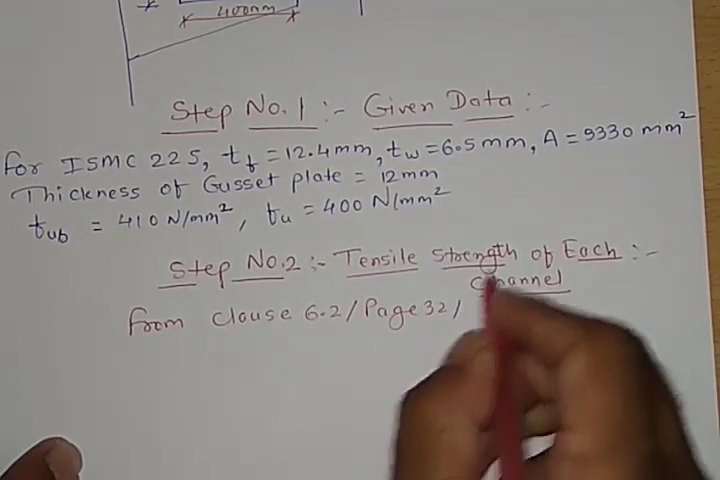 400mm
Step No.1 :- Given Data :-
For ISMC 225, tf = 12.4mm, tw = 6.5mm, A = 9330 mm²
Thickness of Gusset plate = 12mm
fub = 410 N/mm², fu = 400 N/mm²
Step No.2 :- Tensile Strength of Each :-
Channel
From Clause 6.2/Page 32/